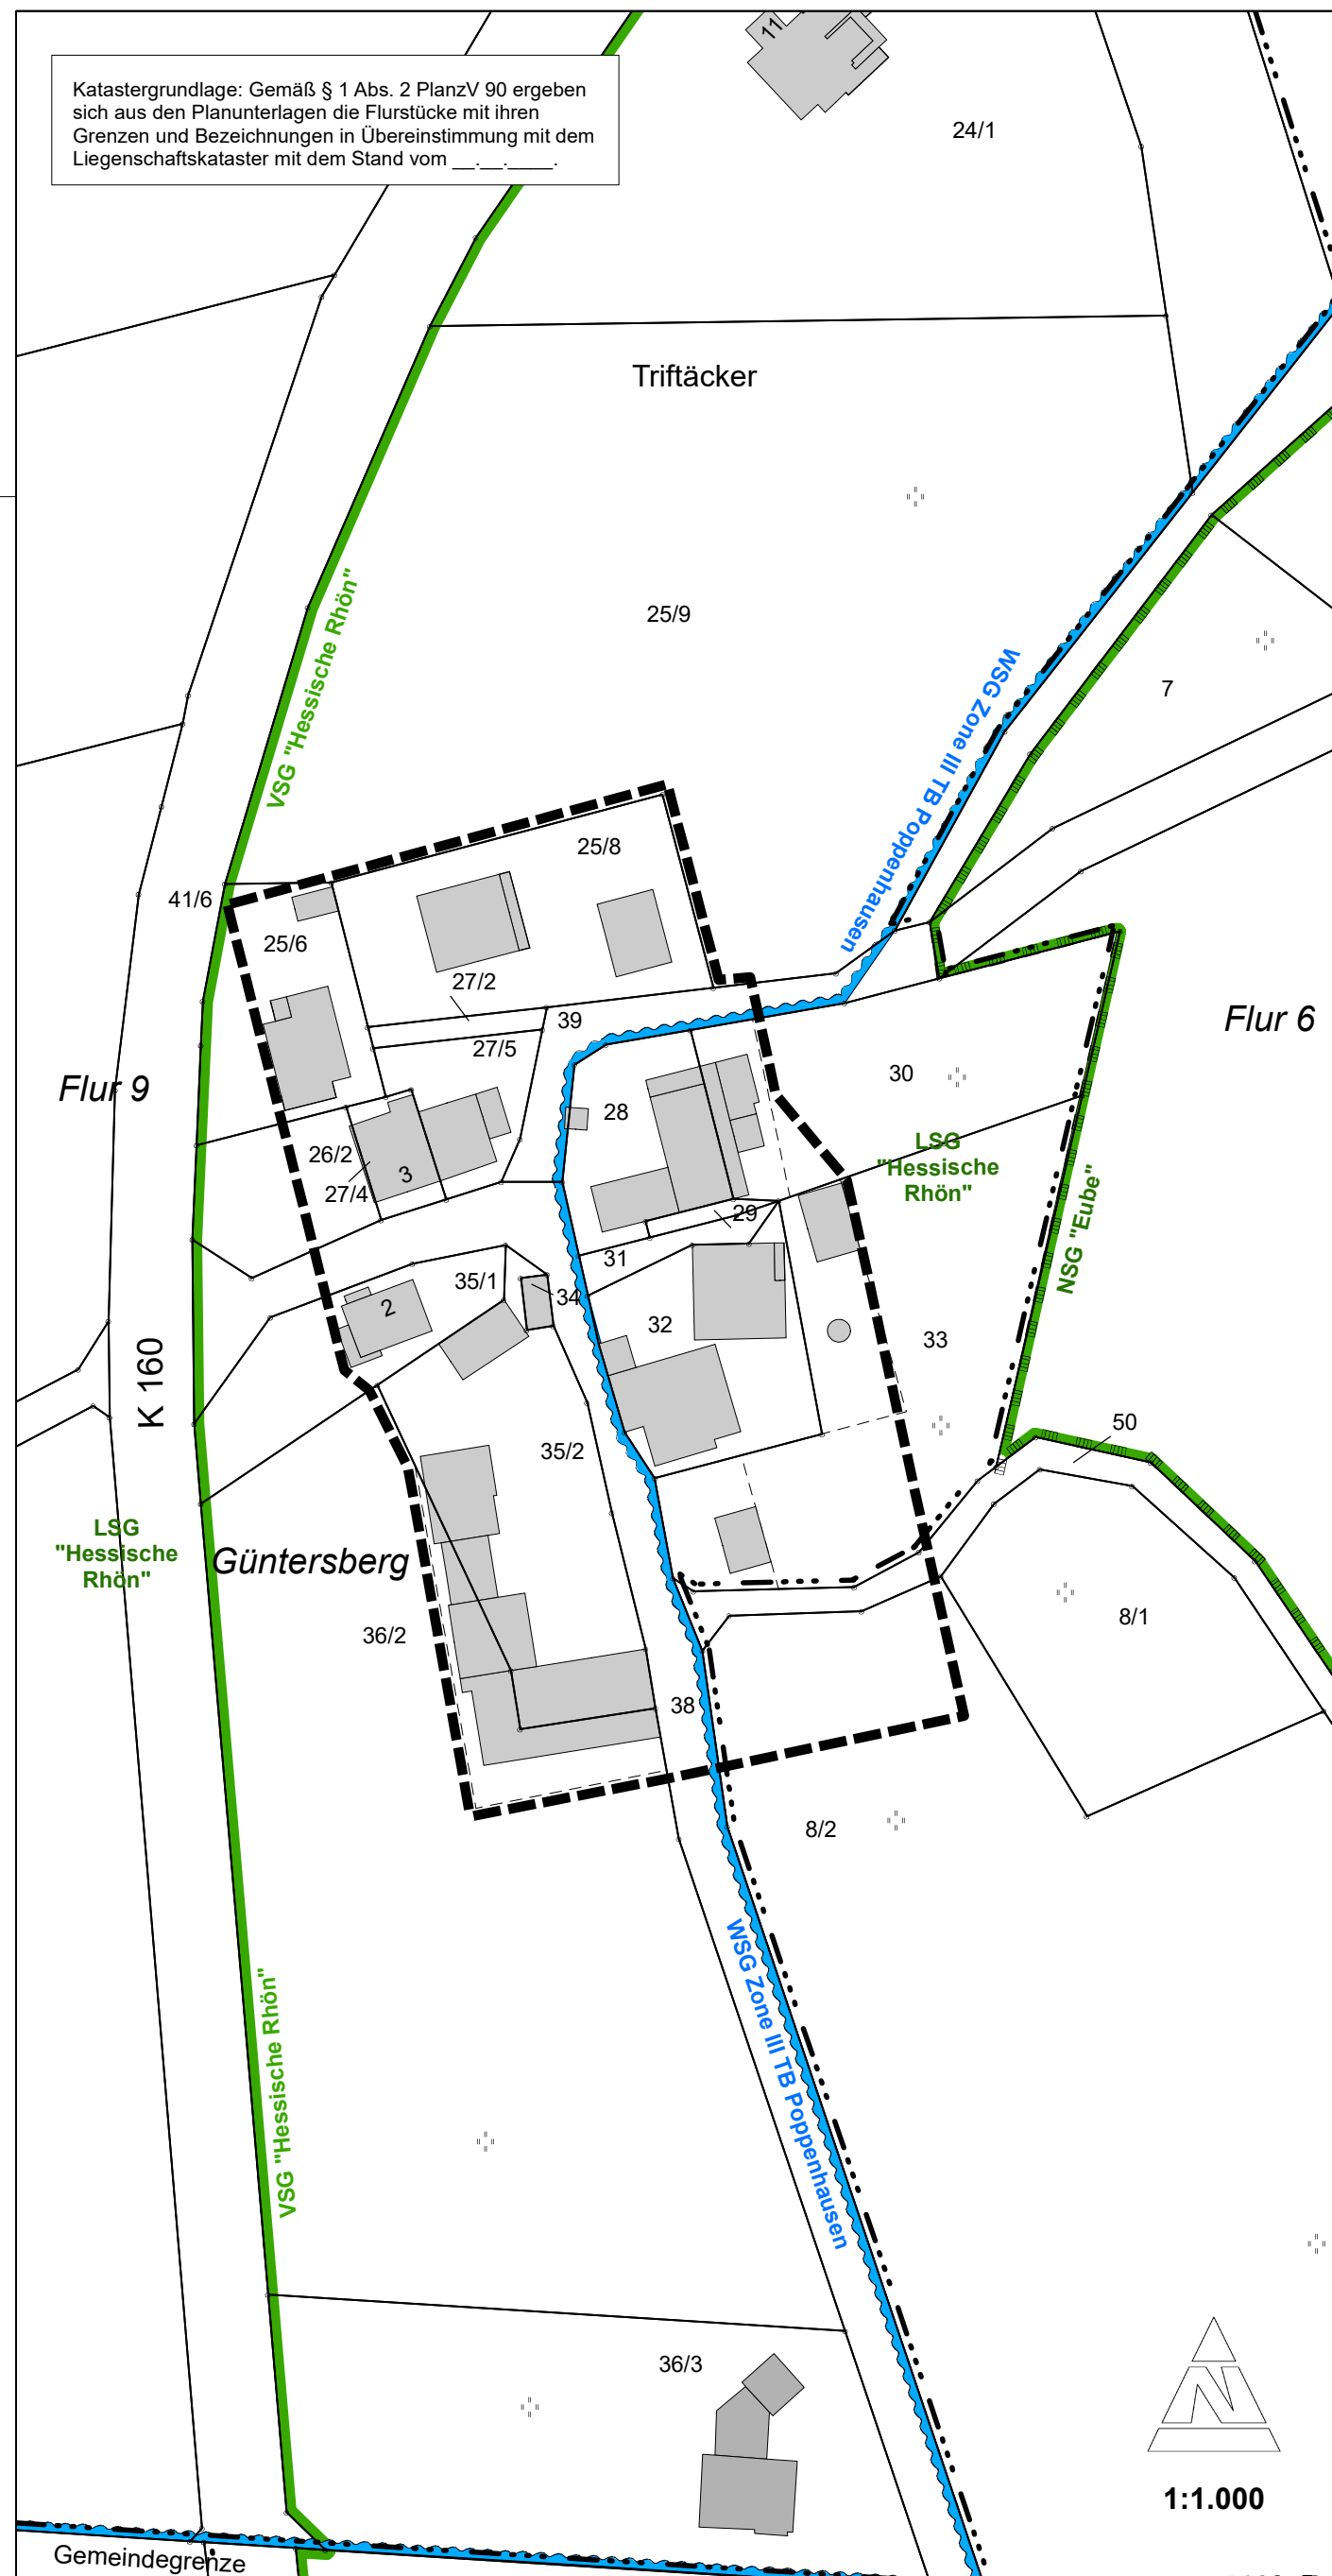 11
Katastergrundlage: Gemäß § 1 Abs. 2 PlanzV 90 ergeben
sich aus den Planunterlagen die Flurstücke mit ihren
Grenzen und Bezeichnungen in Übereinstimmung mit dem
Liegenschaftskataster mit dem Stand vom __.__.____.
24/1
Triftäcker
25/9
VSG "Hessische Rhön"
7
WSG Zone III TB Poppenhausen
25/8
41/6
25/6
27/2
39
27/5
Flur 6
Flur 9
30
28
26/2
3
27/4
LSG
"Hessische
Rhön"
NSG "Eube"
29
31
35/1
34
2
32
33
K 160
50
35/2
LSG
"Hessische
Rhön"
Güntersberg
36/2
8/1
38
8/2
WSG Zone III TB Poppenhausen
VSG "Hessische Rhön"
36/3
1:1.000
Gemeindegrenze